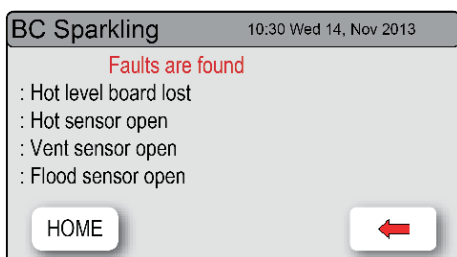 BC Sparkling 10:30 Wed 14, Nov 2013
Faults are found
: Hot level board lost
: Hot sensor open
: Vent sensor open
: Flood sensor open
HOME